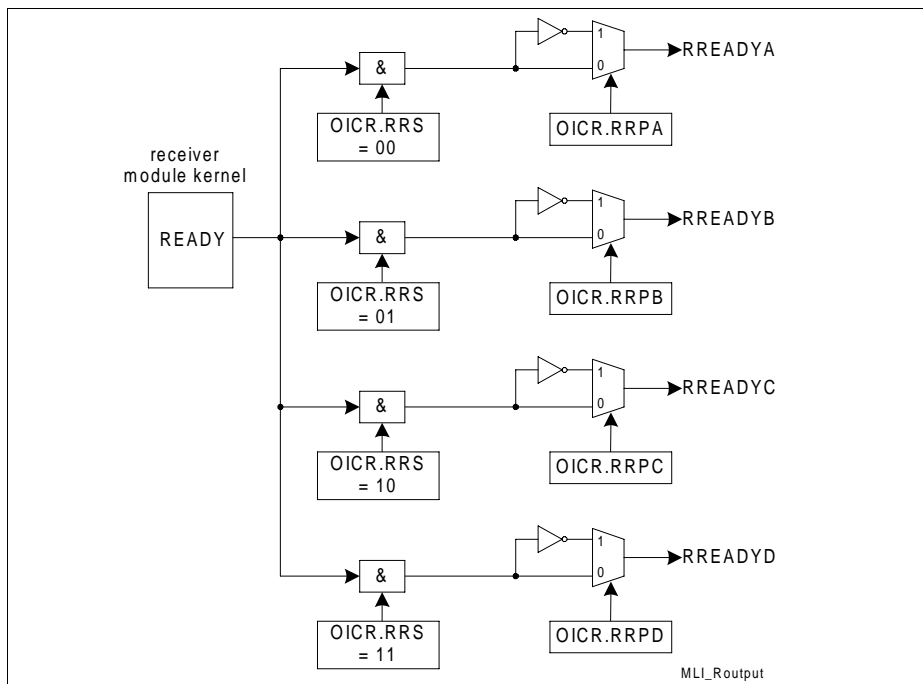 1
0
RREADYA
&
OICR.RRS
= 00
OICR.RRPA
receiver
module kernel
READY
1
0
RREADYB
&
OICR.RRS
= 01
OICR.RRPB
1
0
RREADYC
&
OICR.RRS
= 10
OICR.RRPC
1
0
RREADYD
&
OICR.RRS
= 11
OICR.RRPD
MLI_Routput